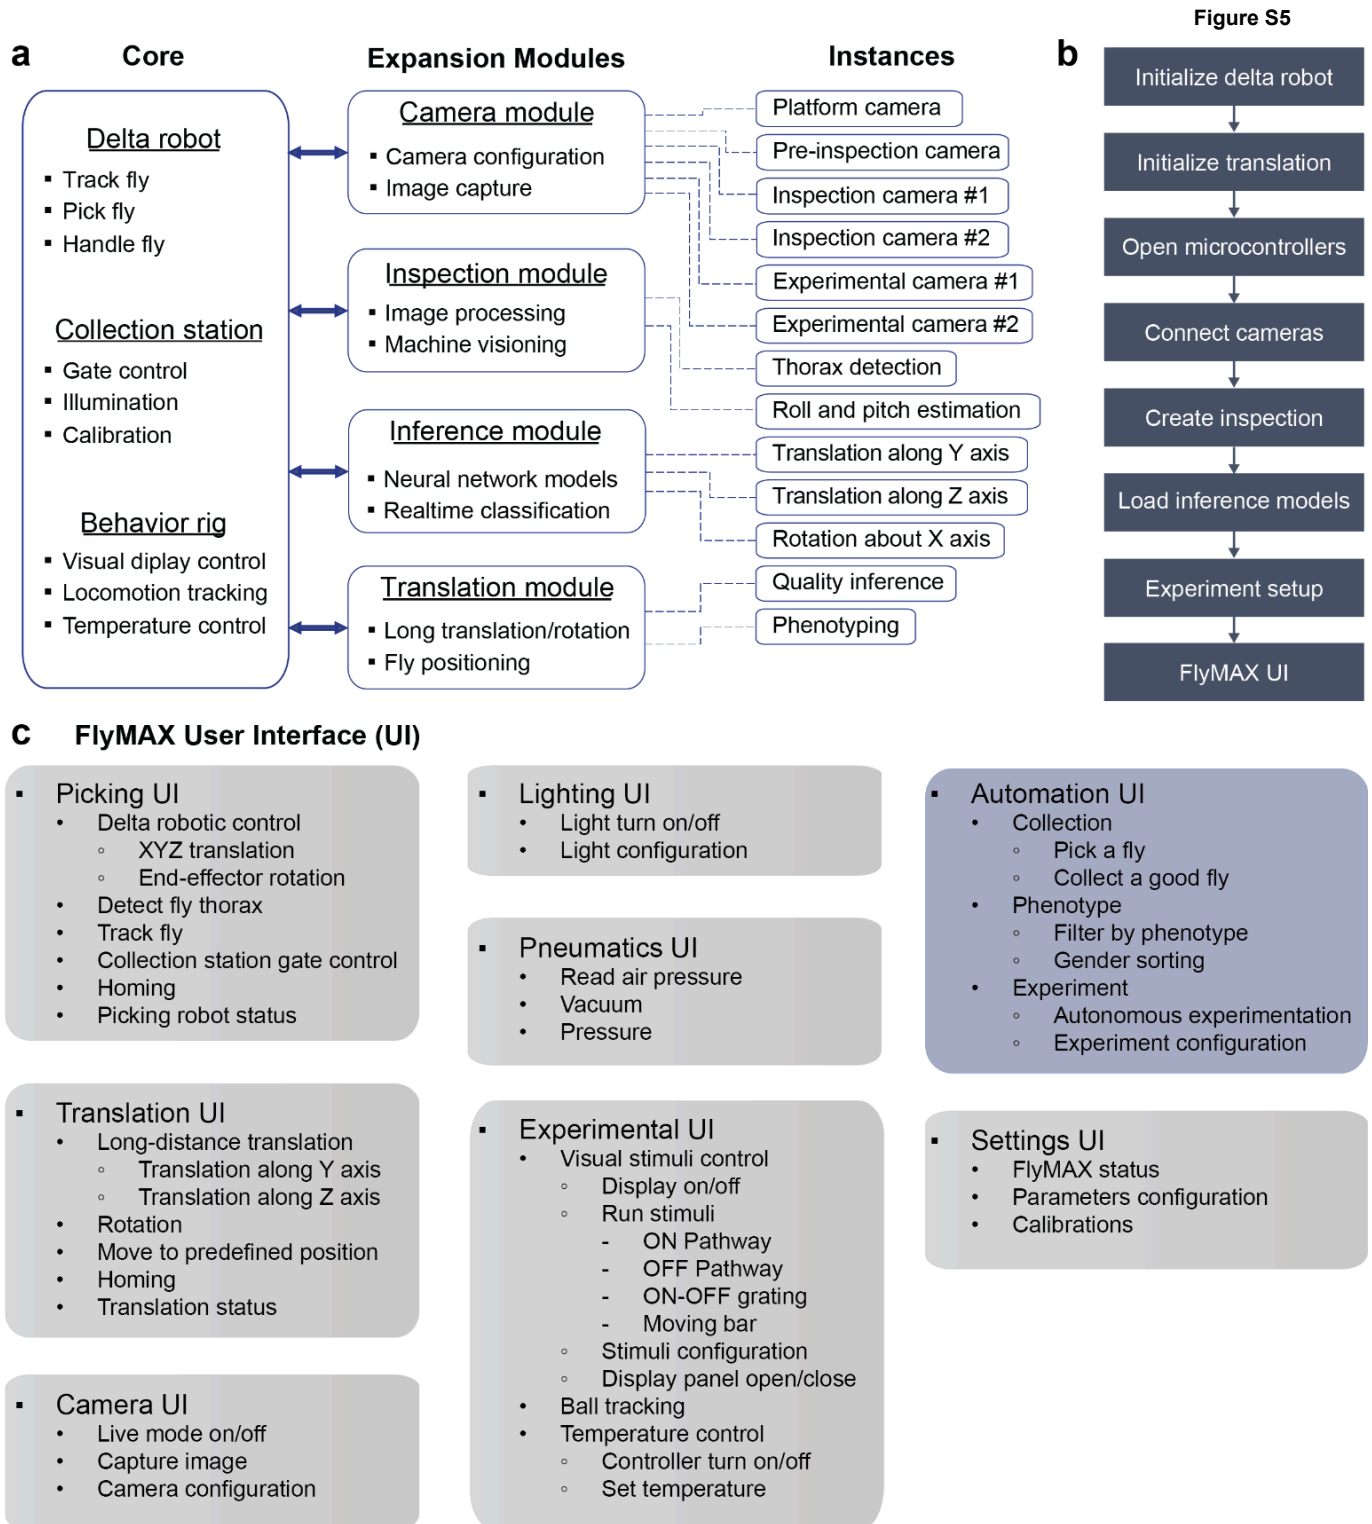 Figure S5
a
Core
Expansion Modules
Instances
Delta robot
▪ Track fly
▪ Pick fly
▪ Handle fly
Collection station
▪ Gate control
▪ Illumination
▪ Calibration
Behavior rig
▪ Visual diplay control
▪ Locomotion tracking
▪ Temperature control
Camera module
▪ Camera configuration
▪ Image capture
Inspection module
▪ Image processing
▪ Machine visioning
Inference module
▪ Neural network models
▪ Realtime classification
Translation module
▪ Long translation/rotation
▪ Fly positioning
Platform camera
Pre-inspection camera
Inspection camera #1
Inspection camera #2
Experimental camera #1
Experimental camera #2
Thorax detection
Roll and pitch estimation
Translation along Y axis
Translation along Z axis
Rotation about X axis
Quality inference
Phenotyping
b
Initialize delta robot
Initialize translation
Open microcontrollers
Connect cameras
Create inspection
Load inference models
Experiment setup
FlyMAX UI
c
FlyMAX User Interface (UI)
▪ Picking UI
• Delta robotic control
◦ XYZ translation
◦ End-effector rotation
• Detect fly thorax
• Track fly
• Collection station gate control
• Homing
• Picking robot status
▪ Translation UI
• Long-distance translation
◦ Translation along Y axis
◦ Translation along Z axis
• Rotation
• Move to predefined position
• Homing
• Translation status
▪ Camera UI
• Live mode on/off
• Capture image
• Camera configuration
▪ Lighting UI
• Light turn on/off
• Light configuration
▪ Pneumatics UI
• Read air pressure
• Vacuum
• Pressure
▪ Experimental UI
• Visual stimuli control
◦ Display on/off
◦ Run stimuli
- ON Pathway
- OFF Pathway
- ON-OFF grating
- Moving bar
◦ Stimuli configuration
◦ Display panel open/close
• Ball tracking
• Temperature control
◦ Controller turn on/off
◦ Set temperature
▪ Automation UI
• Collection
◦ Pick a fly
◦ Collect a good fly
• Phenotype
◦ Filter by phenotype
◦ Gender sorting
• Experiment
◦ Autonomous experimentation
◦ Experiment configuration
▪ Settings UI
• FlyMAX status
• Parameters configuration
• Calibrations